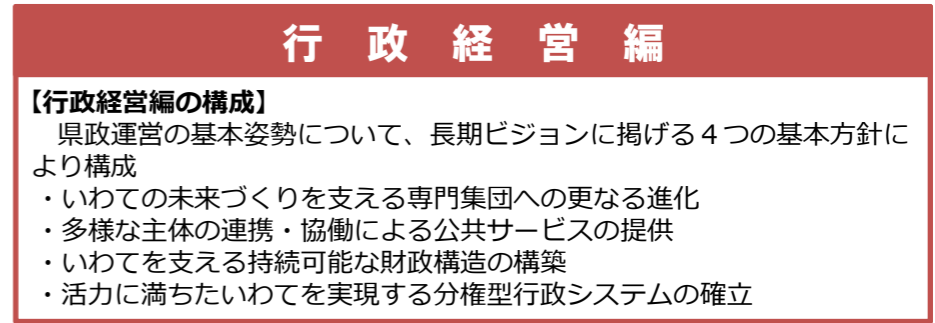 行 政 経 営 編
【行政経営編の構成】
　県政運営の基本姿勢について、長期ビジョンに掲げる４つの基本方針に
より構成
・いわての未来づくりを支える専門集団への更なる進化
・多様な主体の連携・協働による公共サービスの提供
・いわてを支える持続可能な財政構造の構築
・活力に満ちたいわてを実現する分権型行政システムの確立